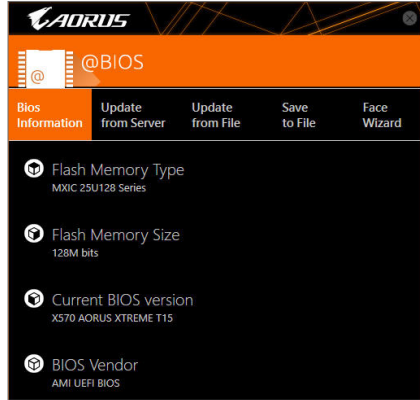 AORUS
@BIOS
@
Bios Information
Update from Server
Update from File
Save to File
Face Wizard
Flash Memory Type
MXIC 25U128 Series
Flash Memory Size
128M bits
Current BIOS version
X570 AORUS XTREME T15
BIOS Vendor
AMI UEFI BIOS